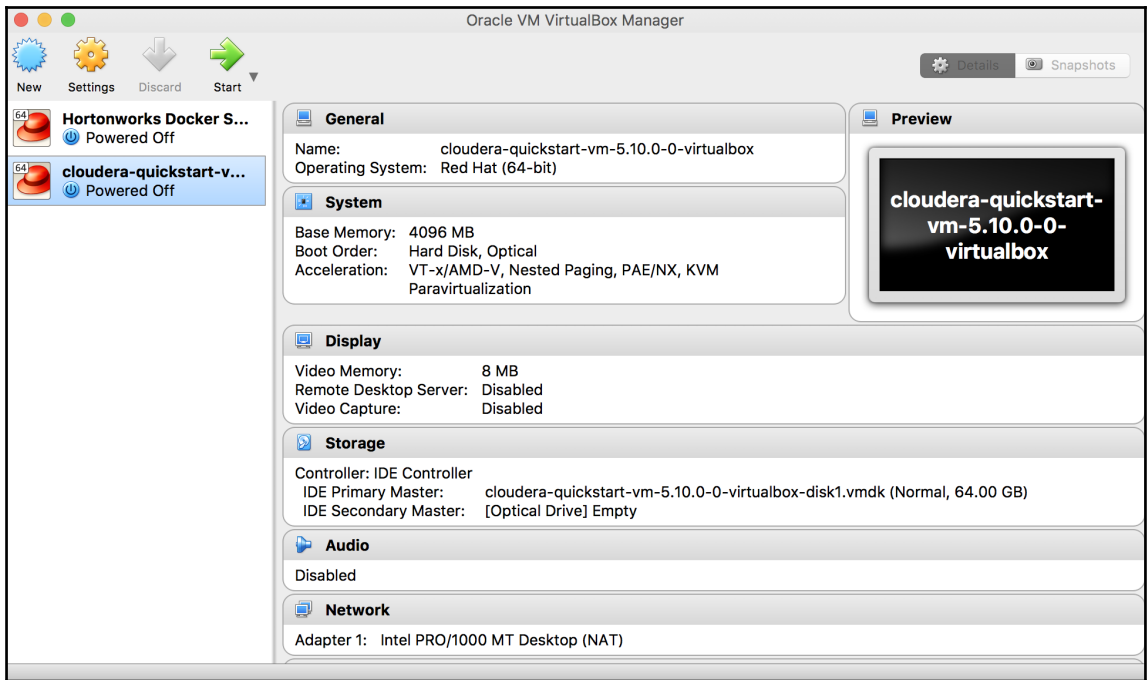 Oracle VM VirtualBox Manager
New Settings Discard Start
Details Snapshots
64
Hortonworks Docker S...
Powered Off
64
cloudera-quickstart-v...
Powered Off
General
Name: cloudera-quickstart-vm-5.10.0-0-virtualbox
Operating System: Red Hat (64-bit)
Preview
cloudera-quickstart-
vm-5.10.0-0-
virtualbox
System
Base Memory: 4096 MB
Boot Order: Hard Disk, Optical
Acceleration: VT-x/AMD-V, Nested Paging, PAE/NX, KVM
Paravirtualization
Display
Video Memory: 8 MB
Remote Desktop Server: Disabled
Video Capture: Disabled
Storage
Controller: IDE Controller
IDE Primary Master: cloudera-quickstart-vm-5.10.0-0-virtualbox-disk1.vmdk (Normal, 64.00 GB)
IDE Secondary Master: [Optical Drive] Empty
Audio
Disabled
Network
Adapter 1: Intel PRO/1000 MT Desktop (NAT)